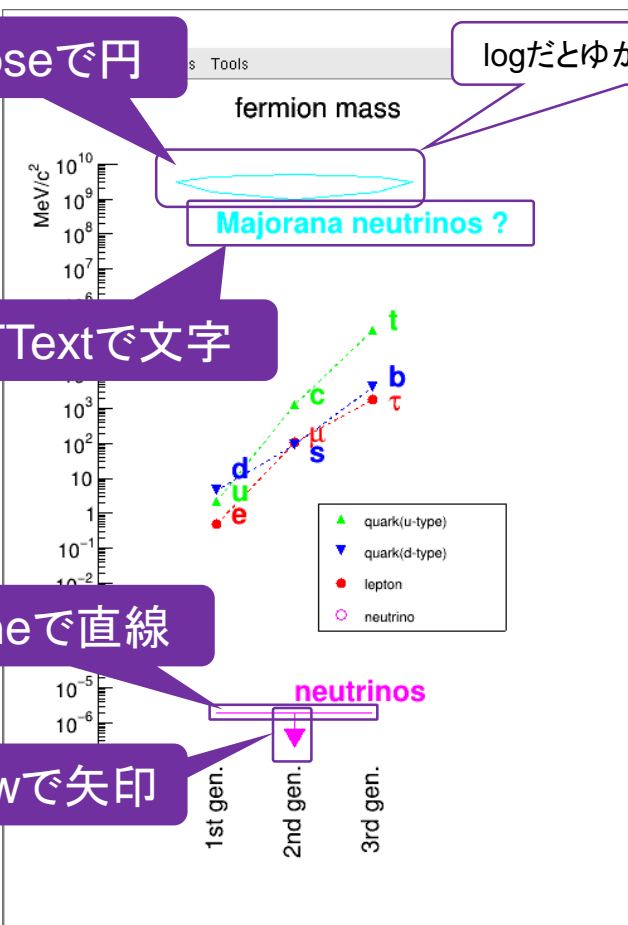 oseで円
s Tools
logだとゆが
fermion mass
MeV/c²
10¹⁰
10⁹
Majorana neutrinos ?
10⁸
10⁷
TTextで文字
t
b
τ
10³
c
10²
μ
s
10
d
u
1
e
quark(u-type)
quark(d-type)
10⁻¹
lepton
10⁻²
neutrino
neで直線
10⁻⁵
neutrinos
10⁻⁶
wで矢印
1st gen.
2nd gen.
3rd gen.